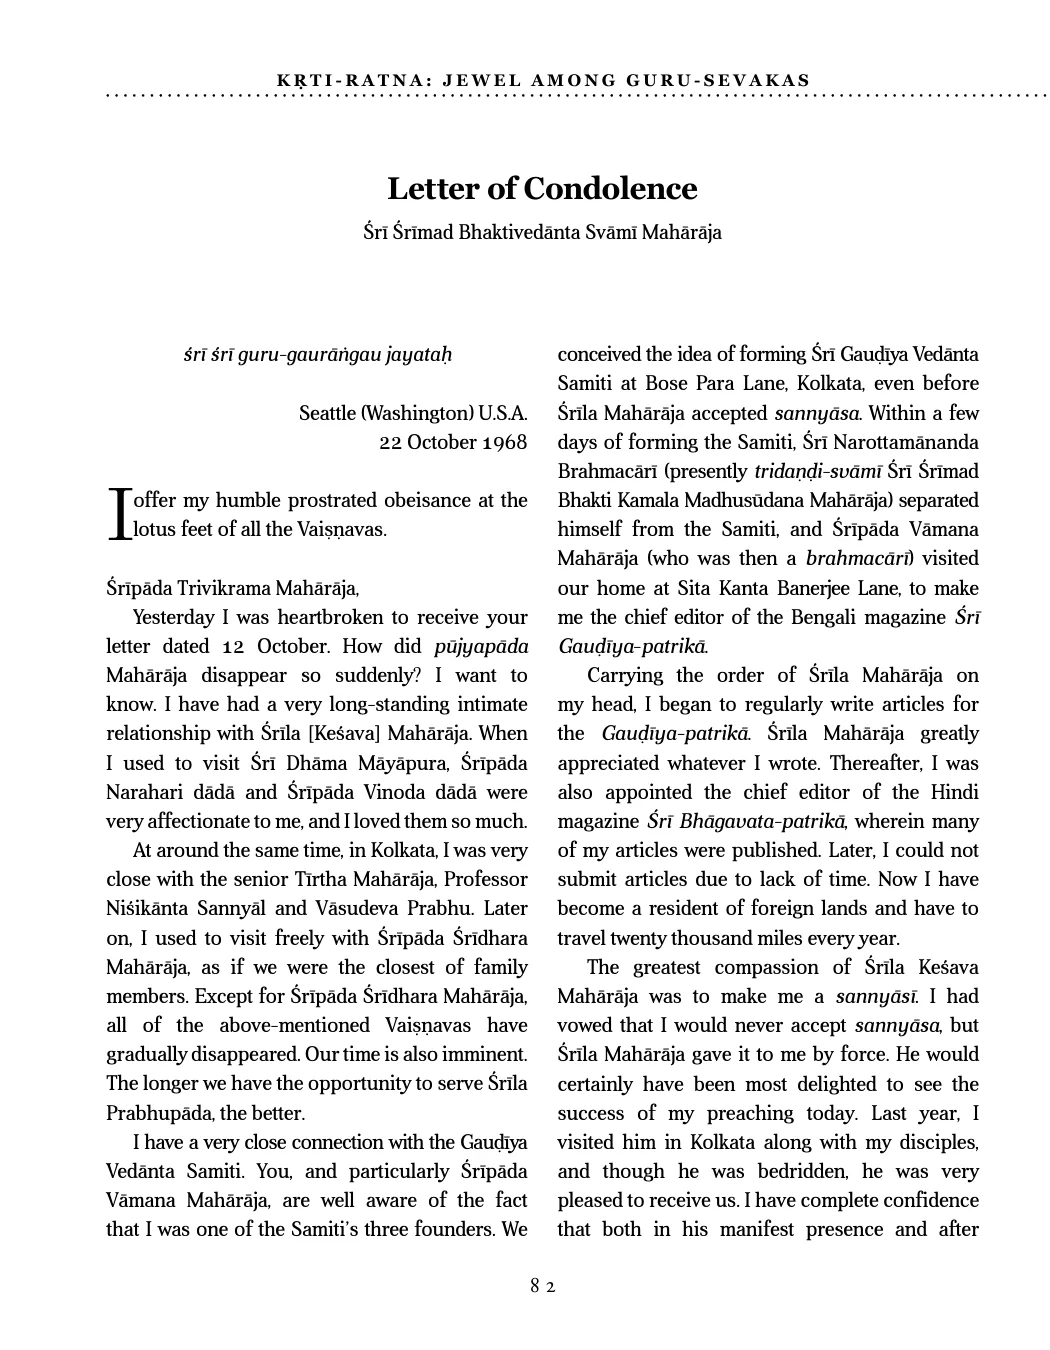 KṚTI-RATNA: JEWEL AMONG GURU-SEVAKAS
Letter of Condolence
Śrī Śrīmad Bhaktivedānta Svāmī Mahārāja
śrī śrī guru-gaurāṅgau jayataḥ
Seattle (Washington) U.S.A.
22 October 1968
I offer my humble prostrated obeisance at the
lotus feet of all the Vaiṣṇavas.
Śrīpāda Trivikrama Mahārāja,
Yesterday I was heartbroken to receive your
letter dated 12 October. How did pūjyapāda
Mahārāja disappear so suddenly? I want to
know. I have had a very long-standing intimate
relationship with Śrīla [Keśava] Mahārāja. When
I used to visit Śrī Dhāma Māyāpura, Śrīpāda
Narahari dādā and Śrīpāda Vinoda dādā were
very affectionate to me, and I loved them so much.
At around the same time, in Kolkata, I was very
close with the senior Tīrtha Mahārāja, Professor
Niśikānta Sannyāl and Vāsudeva Prabhu. Later
on, I used to visit freely with Śrīpāda Śrīdhara
Mahārāja, as if we were the closest of family
members. Except for Śrīpāda Śrīdhara Mahārāja,
all of the above-mentioned Vaiṣṇavas have
gradually disappeared. Our time is also imminent.
The longer we have the opportunity to serve Śrīla
Prabhupāda, the better.
I have a very close connection with the Gauḍīya
Vedānta Samiti. You, and particularly Śrīpāda
Vāmana Mahārāja, are well aware of the fact
that I was one of the Samiti's three founders. We
conceived the idea of forming Śrī Gauḍīya Vedānta
Samiti at Bose Para Lane, Kolkata, even before
Śrīla Mahārāja accepted sannyāsa. Within a few
days of forming the Samiti, Śrī Narottamānanda
Brahmacārī (presently tridaṇḍi-svāmī Śrī Śrīmad
Bhakti Kamala Madhusūdana Mahārāja) separated
himself from the Samiti, and Śrīpāda Vāmana
Mahārāja (who was then a brahmacārī) visited
our home at Sita Kanta Banerjee Lane, to make
me the chief editor of the Bengali magazine Śrī
Gauḍīya-patrikā.
Carrying the order of Śrīla Mahārāja on
my head, I began to regularly write articles for
the Gauḍīya-patrikā. Śrīla Mahārāja greatly
appreciated whatever I wrote. Thereafter, I was
also appointed the chief editor of the Hindi
magazine Śrī Bhāgavata-patrikā, wherein many
of my articles were published. Later, I could not
submit articles due to lack of time. Now I have
become a resident of foreign lands and have to
travel twenty thousand miles every year.
The greatest compassion of Śrīla Keśava
Mahārāja was to make me a sannyāsī. I had
vowed that I would never accept sannyāsa, but
Śrīla Mahārāja gave it to me by force. He would
certainly have been most delighted to see the
success of my preaching today. Last year, I
visited him in Kolkata along with my disciples,
and though he was bedridden, he was very
pleased to receive us. I have complete confidence
that both in his manifest presence and after
82